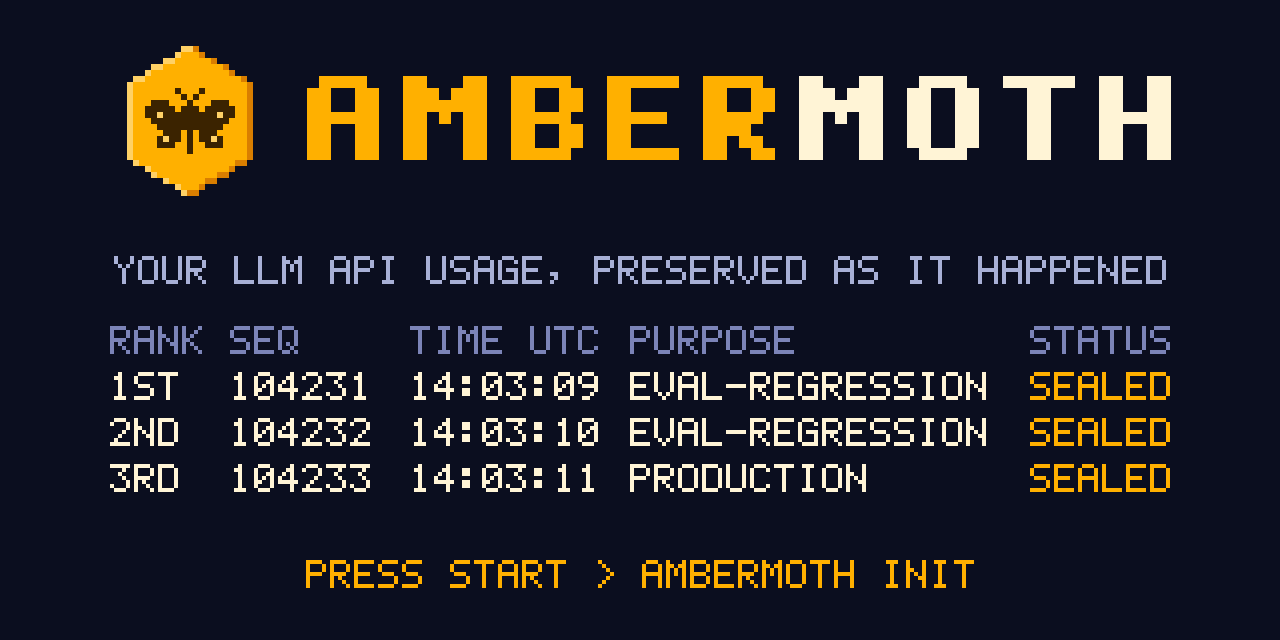 AMBERMOTH
YOUR LLM API USAGE, PRESERVED AS IT HAPPENED
RANK SEQ TIME UTC PURPOSE STATUS
1ST 104231 14:03:09 EVAL-REGRESSION SEALED
2ND 104232 14:03:10 EVAL-REGRESSION SEALED
3RD 104233 14:03:11 PRODUCTION SEALED
PRESS START > AMBERMOTH INIT